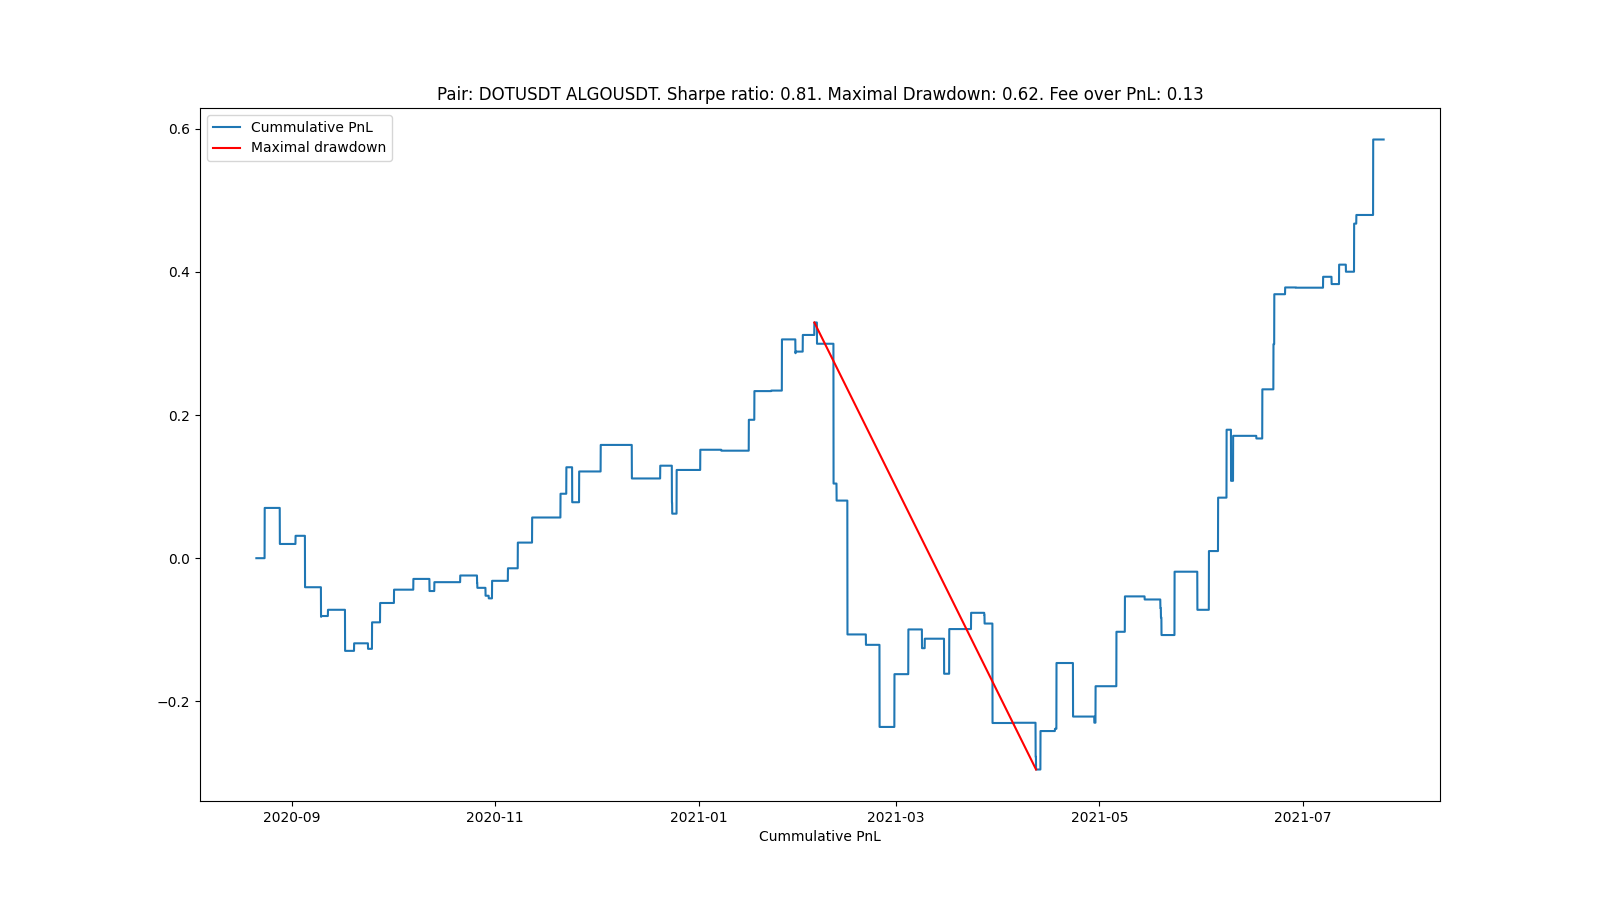 Pair: DOTUSDT ALGOUSDT. Sharpe ratio: 0.81. Maximal Drawdown: 0.62. Fee over PnL: 0.13
Cummulative PnL
Maximal drawdown
0.6
0.4
0.2
0.0
−0.2
2020-09 2020-11 2021-01 2021-03 2021-05 2021-07
Cummulative PnL